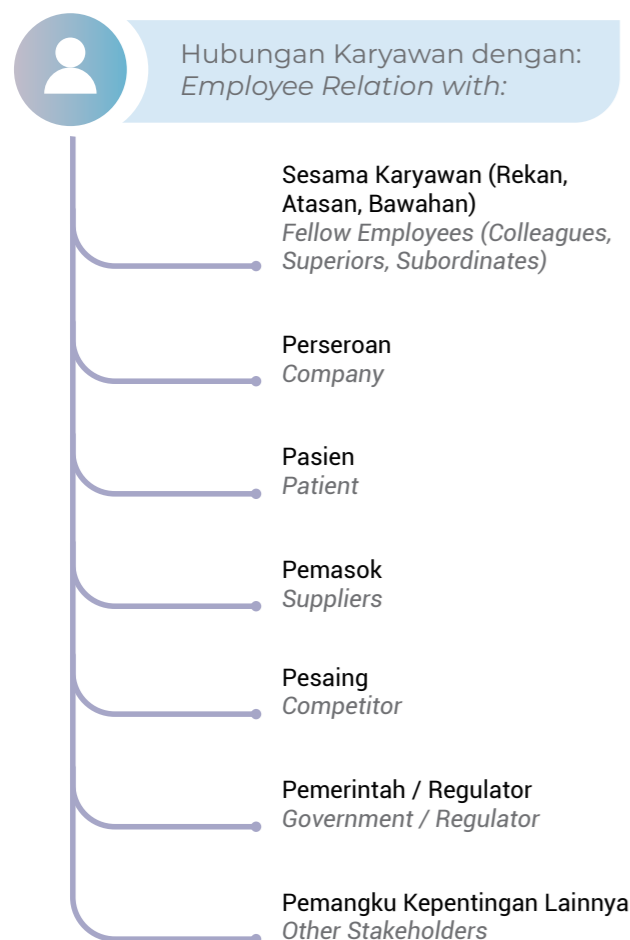 Hubungan Karyawan dengan:
Employee Relation with:
Sesama Karyawan (Rekan,
Atasan, Bawahan)
Fellow Employees (Colleagues,
Superiors, Subordinates)
Perseroan
Company
Pasien
Patient
Pemasok
Suppliers
Pesaing
Competitor
Pemerintah / Regulator
Government / Regulator
Pemangku Kepentingan Lainnya
Other Stakeholders